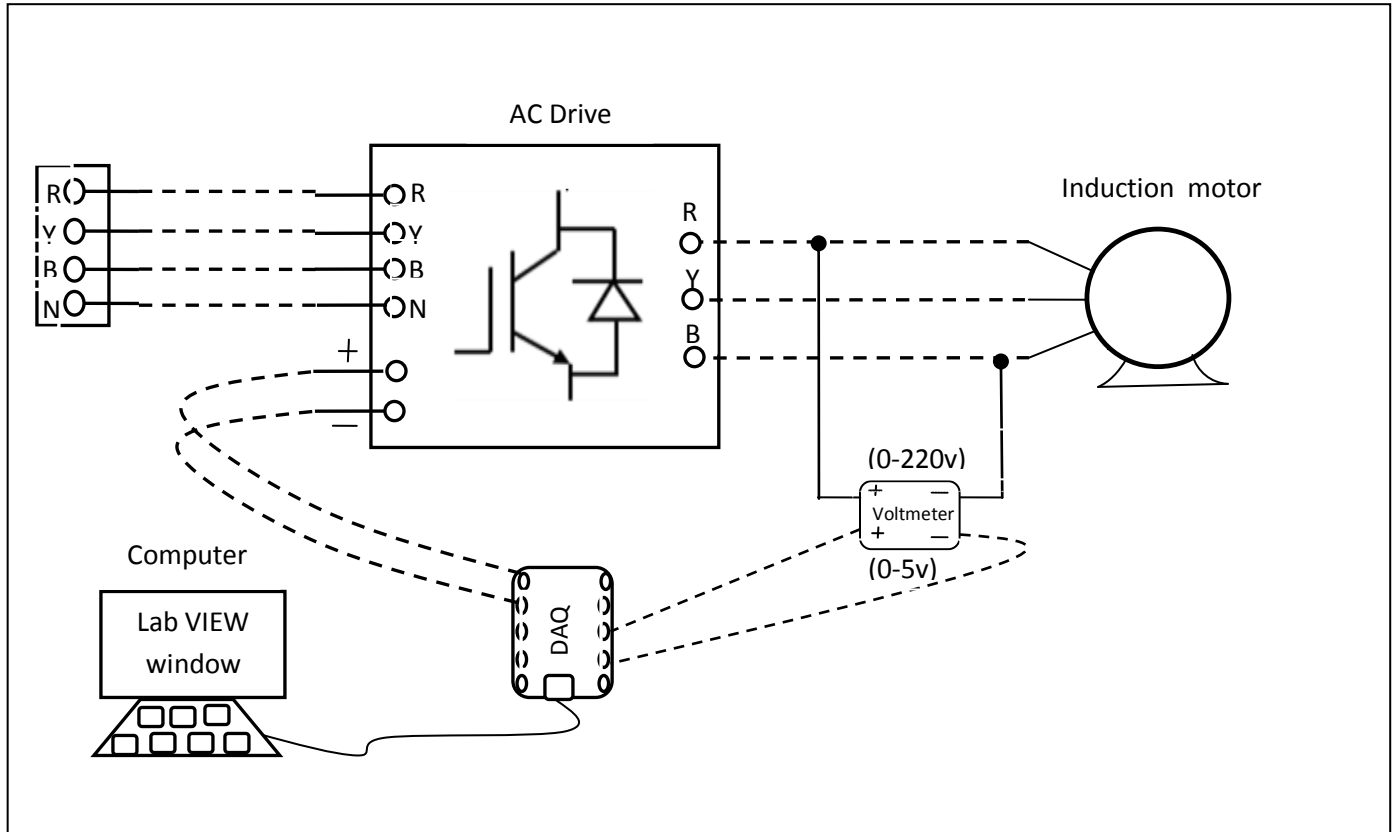 AC Drive
R
Y
B
N
R
Y
B
N
+
—
R
Y
B
Induction motor
(0-220v)
+ —
Voltmeter
+ —
(0-5v)
Computer
Lab VIEW
window
DAQ